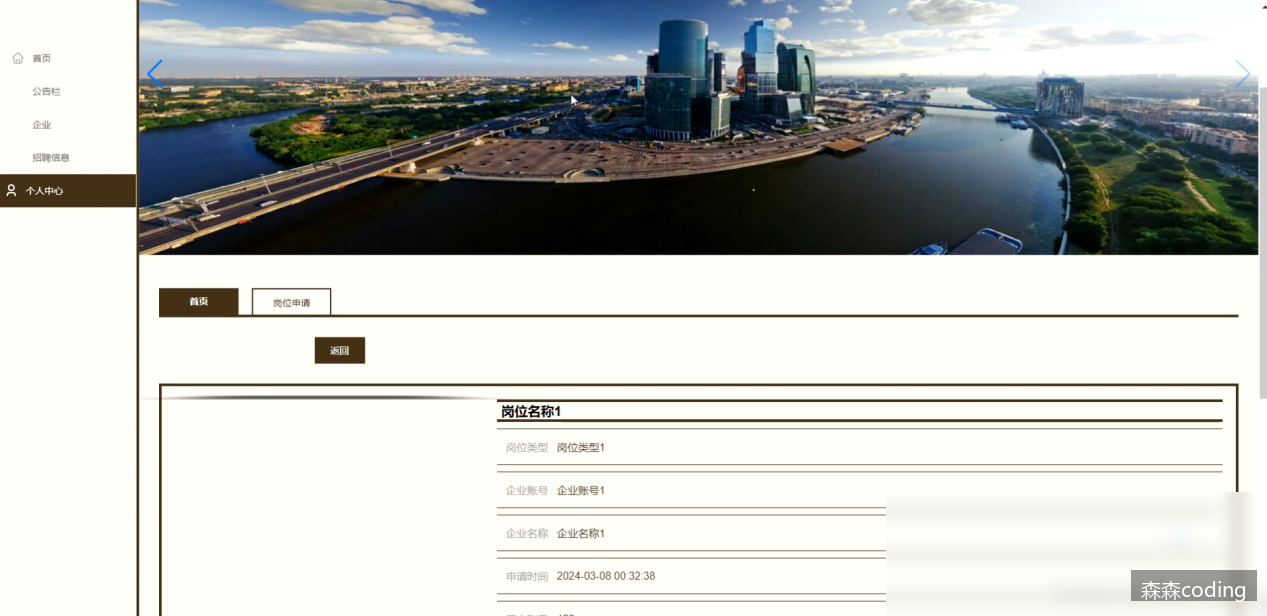 首页
公告栏
企业
招聘信息
个人中心
首页
岗位申请
返回
岗位名称1
岗位类型 岗位类型1
企业账号 企业账号1
企业名称 企业名称1
申请时间 2024-03-08 00:32:38
森森coding